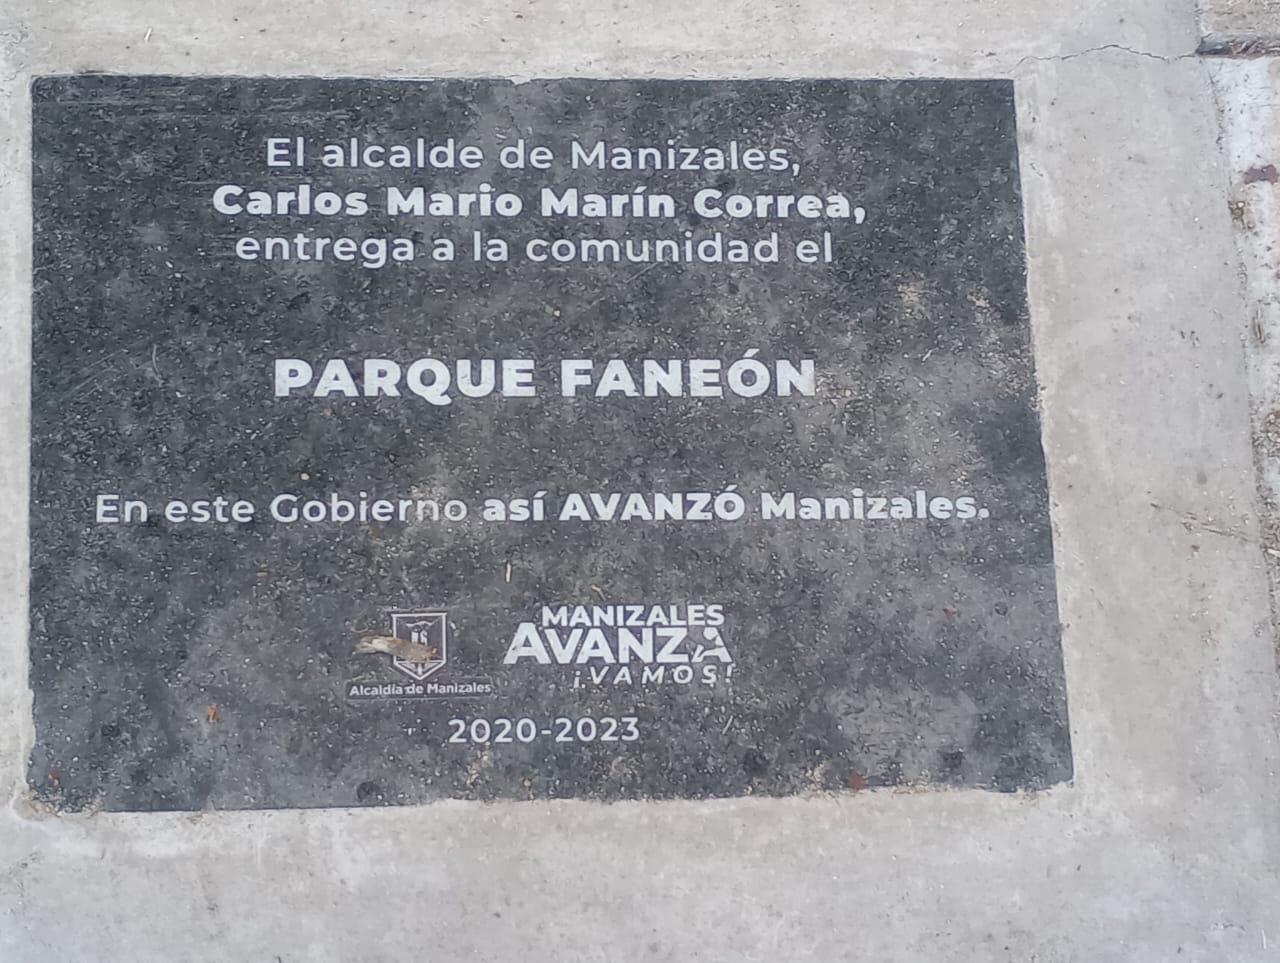 El alcalde de Manizales,
Carlos Mario Marín Correa,
entrega a la comunidad el
PARQUE FANEÓN
En este Gobierno así AVANZÓ Manizales.
Alcaldía de Manizales
MANIZALES
AVANZA
¡VAMOS!
2020-2023